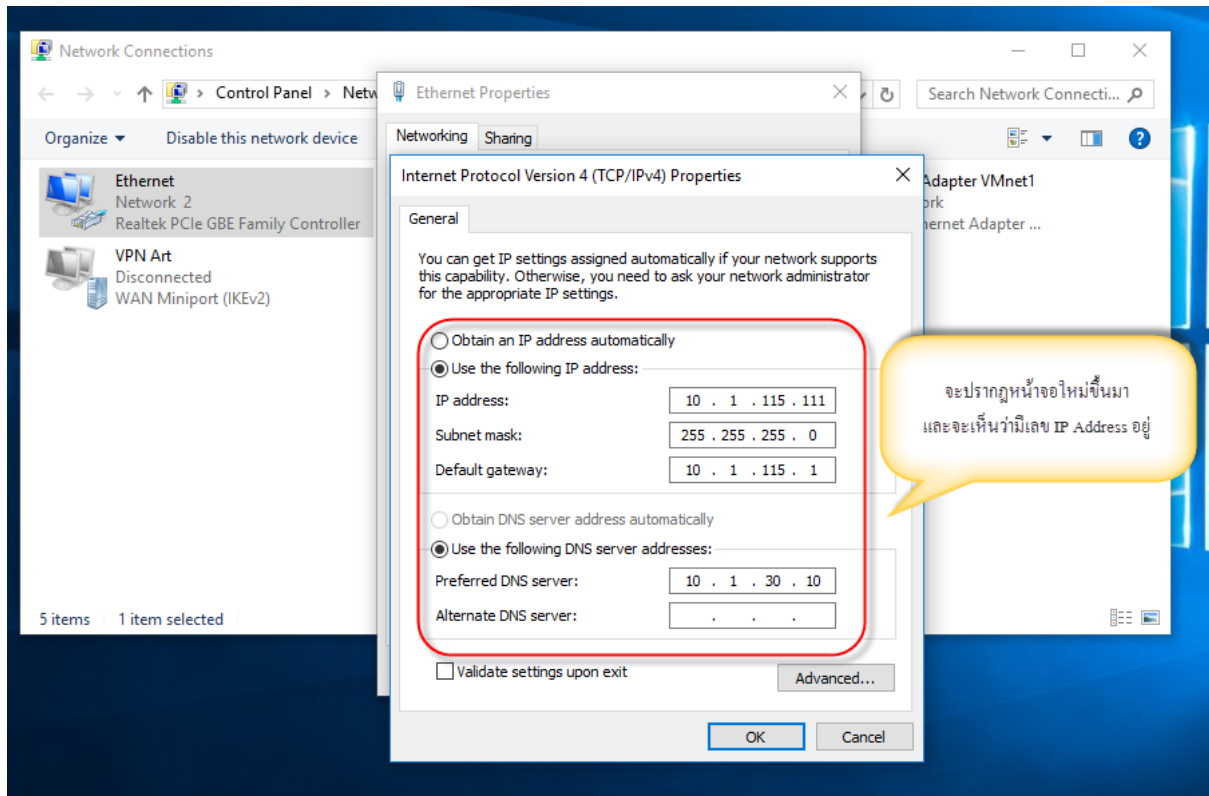 Network Connections
Control Panel > Netw
Search Network Connecti...
Organize
Disable this network device
Ethernet
Network 2
Realtek PCIe GBE Family Controller
VPN Art
Disconnected
WAN Miniport (IKEv2)
Adapter VMnet1
ork
hernet Adapter ...
5 items
1 item selected
Ethernet Properties
Networking
Sharing
Internet Protocol Version 4 (TCP/IPv4) Properties
General
You can get IP settings assigned automatically if your network supports
this capability. Otherwise, you need to ask your network administrator
for the appropriate IP settings.
Obtain an IP address automatically
Use the following IP address:
IP address: 10 . 1 . 115 . 111
Subnet mask: 255 . 255 . 255 . 0
Default gateway: 10 . 1 . 115 . 1
Obtain DNS server address automatically
Use the following DNS server addresses:
Preferred DNS server: 10 . 1 . 30 . 10
Alternate DNS server: . . .
Validate settings upon exit
Advanced...
OK
Cancel
จะปรากฏหน้าจอใหม่ขึ้นมา
และจะเห็นว่ามีเลข IP Address อยู่